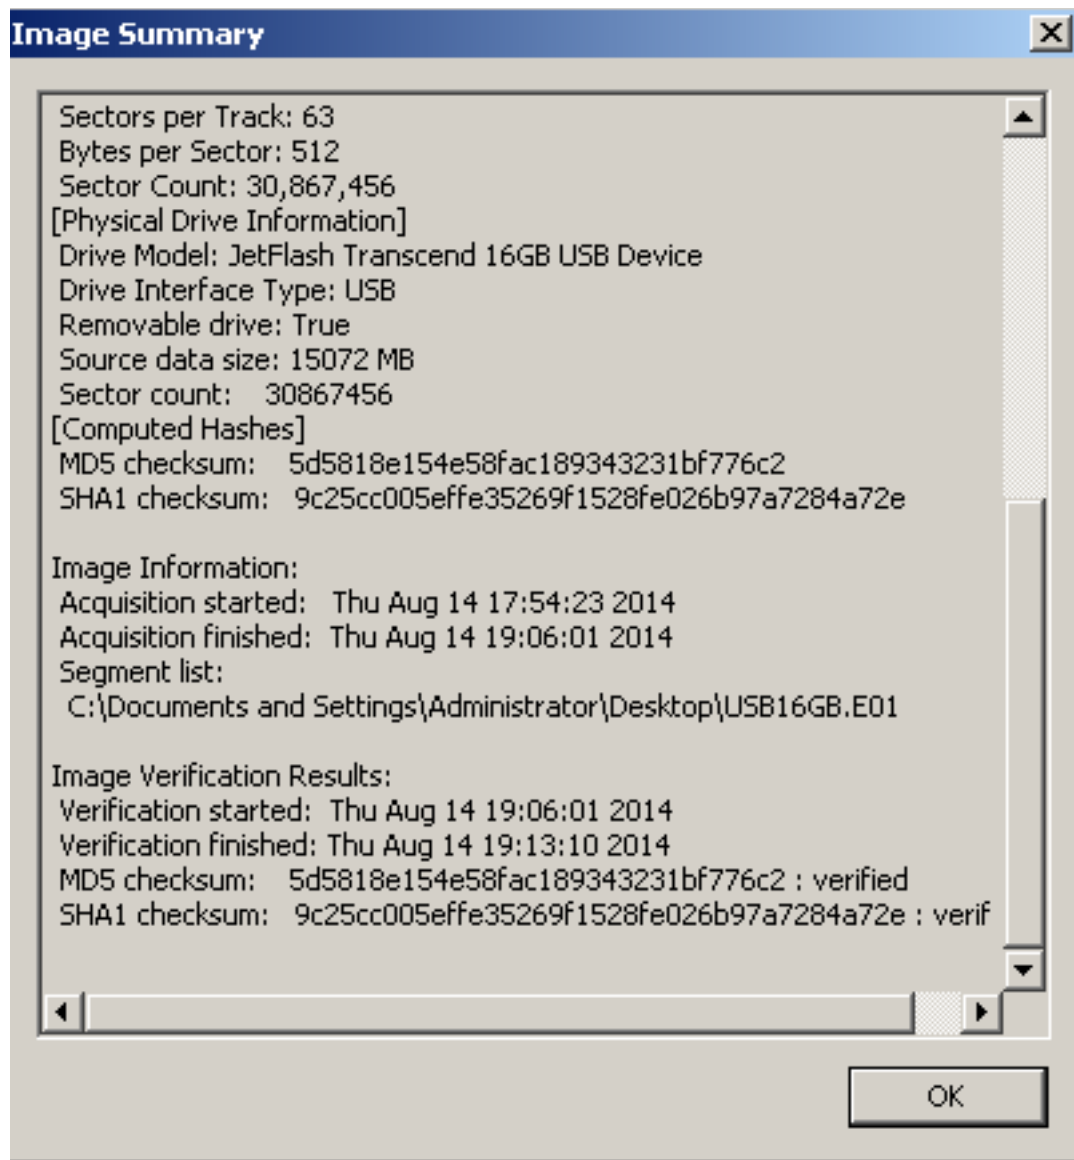 Image Summary
Sectors per Track: 63
Bytes per Sector: 512
Sector Count: 30,867,456
[Physical Drive Information]
Drive Model: JetFlash Transcend 16GB USB Device
Drive Interface Type: USB
Removable drive: True
Source data size: 15072 MB
Sector count: 30867456
[Computed Hashes]
MD5 checksum: 5d5818e154e58fac189343231bf776c2
SHA1 checksum: 9c25cc005effe35269f1528fe026b97a7284a72e
Image Information:
Acquisition started: Thu Aug 14 17:54:23 2014
Acquisition finished: Thu Aug 14 19:06:01 2014
Segment list:
C:\Documents and Settings\Administrator\Desktop\USB16GB.E01
Image Verification Results:
Verification started: Thu Aug 14 19:06:01 2014
Verification finished: Thu Aug 14 19:13:10 2014
MD5 checksum: 5d5818e154e58fac189343231bf776c2 : verified
SHA1 checksum: 9c25cc005effe35269f1528fe026b97a7284a72e : verif
OK